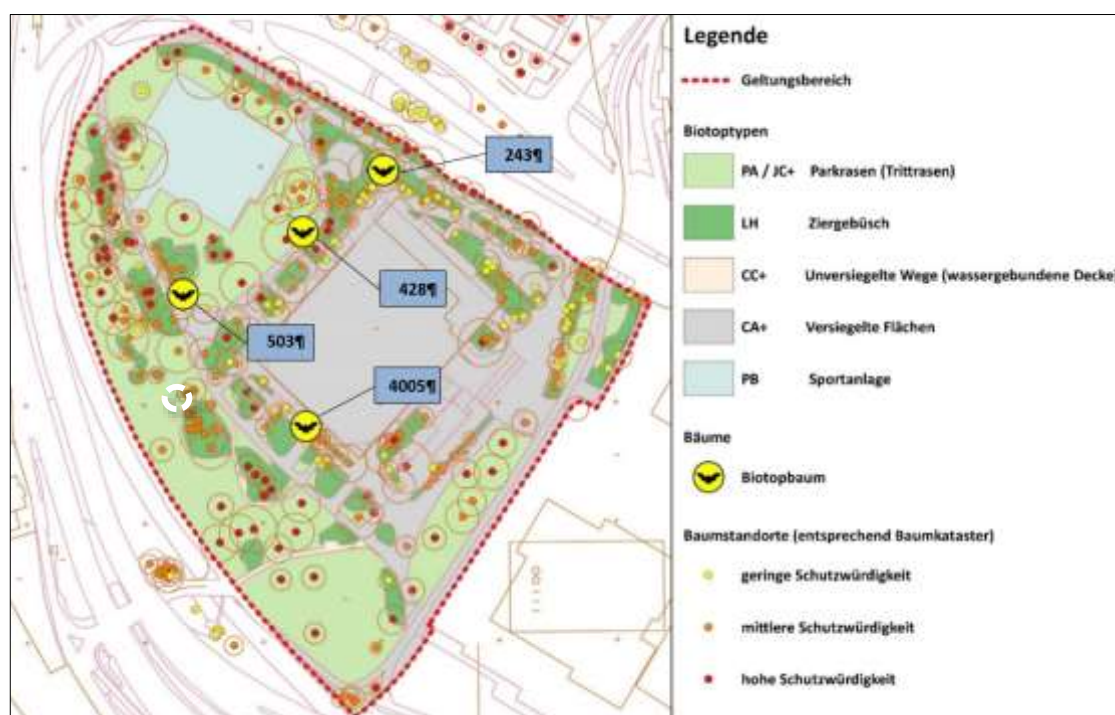 243¶
428¶
503¶
4005¶
Legende
Geltungsbereich
Biotoptypen
PA / JC+ Parkrasen (Trittrasen)
LH Ziergebüsch
CC+ Unversiegelte Wege (wassergebundene Decke)
CA+ Versiegelte Flächen
PB Sportanlage
Bäume
Biotopbaum
Baumstandorte (entsprechend Baumkataster)
geringe Schutzwürdigkeit
mittlere Schutzwürdigkeit
hohe Schutzwürdigkeit